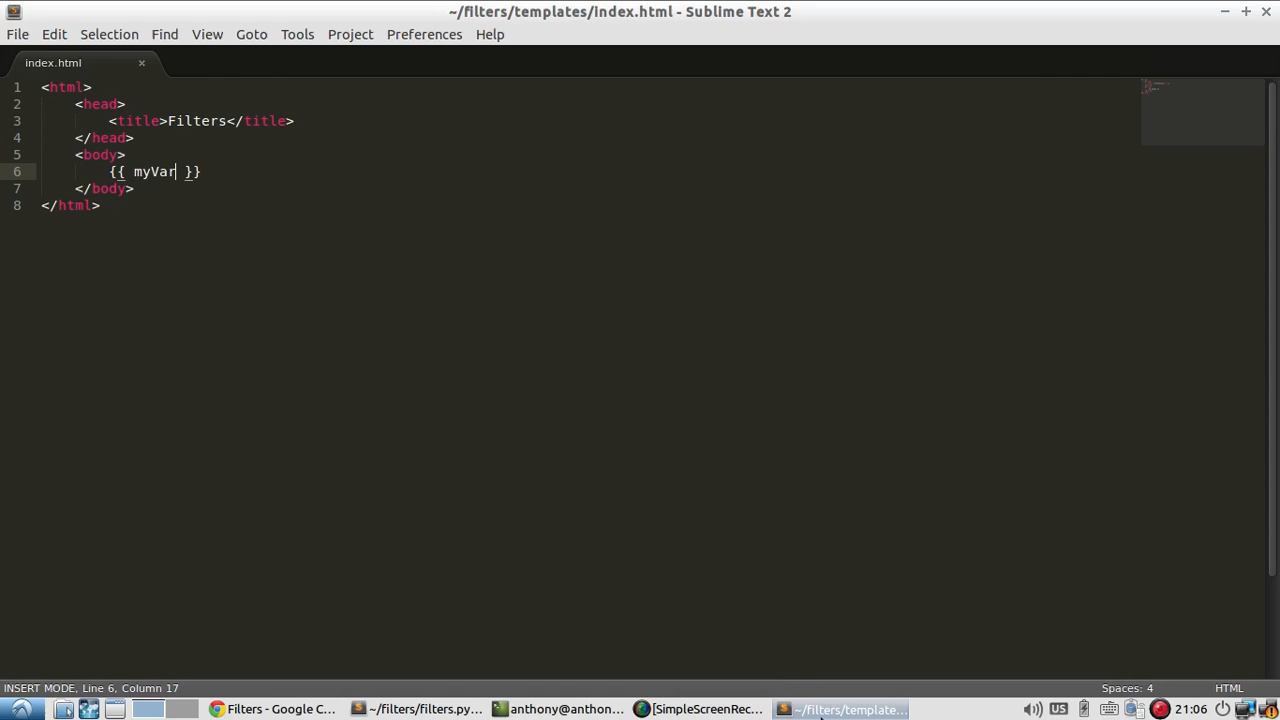 ~/filters/templates/index.html - Sublime Text 2
File Edit Selection Find View Goto Tools Project Preferences Help
index.html ×
1 <html>
2 <head>
3 <title>Filters</title>
4 </head>
5 <body>
6 {{ myVar }}
7 </body>
8 </html>
INSERT MODE, Line 6, Column 17 Spaces: 4 HTML
Filters - Google C... ~/filters/filters.py... anthony@anthon... [SimpleScreenRec... ~/filters/template... US 21:06